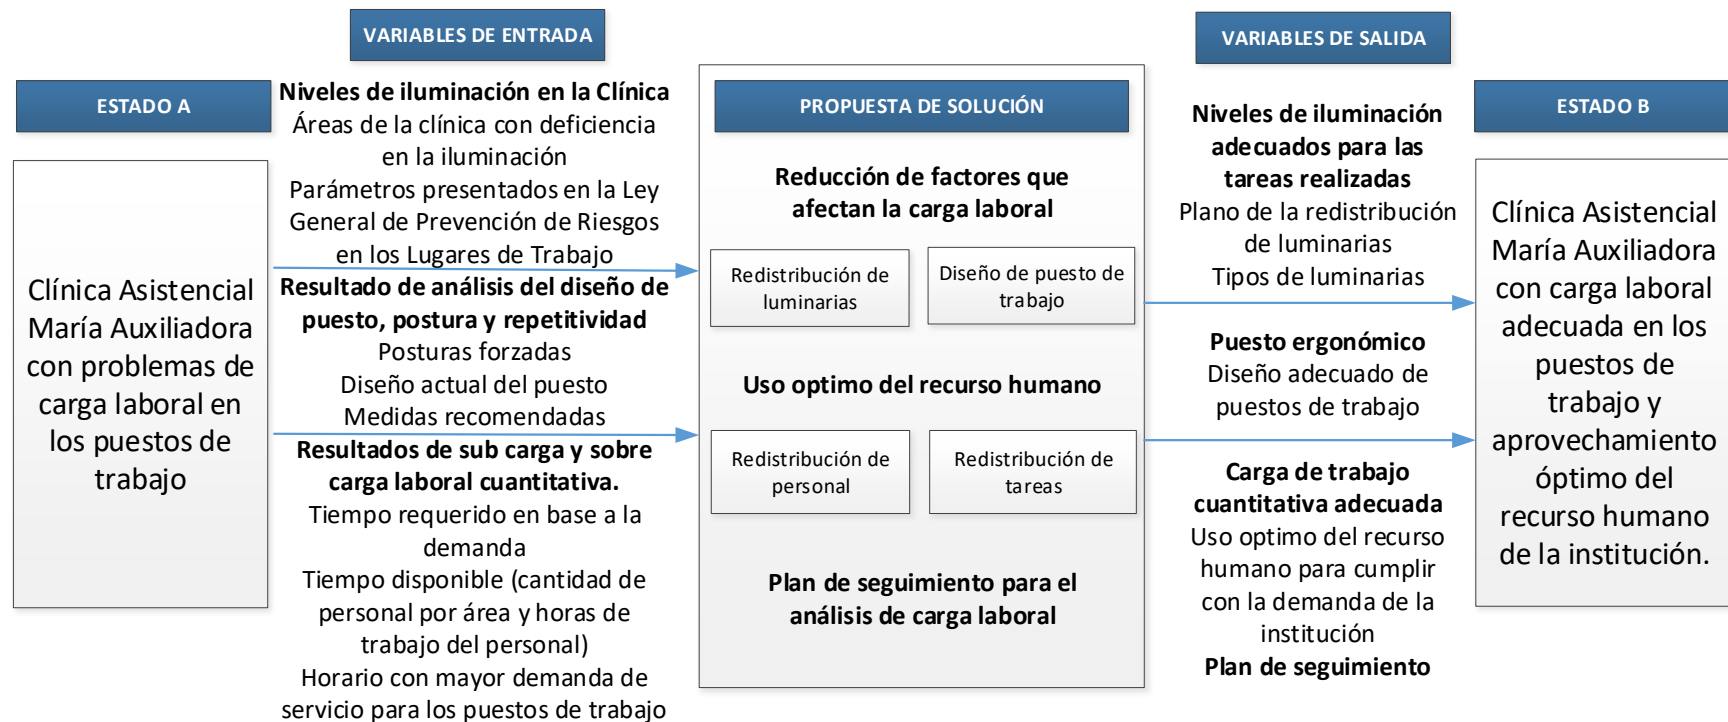 VARIABLES DE ENTRADA
VARIABLES DE SALIDA
ESTADO A
Clínica Asistencial
María Auxiliadora
con problemas de
carga laboral en
los puestos de
trabajo
Niveles de iluminación en la Clínica
Áreas de la clínica con deficiencia
en la iluminación
Parámetros presentados en la Ley
General de Prevención de Riesgos
en los Lugares de Trabajo
Resultado de análisis del diseño de
puesto, postura y repetitividad
Posturas forzadas
Diseño actual del puesto
Medidas recomendadas
Resultados de sub carga y sobre
carga laboral cuantitativa.
Tiempo requerido en base a la
demanda
Tiempo disponible (cantidad de
personal por área y horas de
trabajo del personal)
Horario con mayor demanda de
servicio para los puestos de trabajo
PROPUESTA DE SOLUCIÓN
Reducción de factores que
afectan la carga laboral
Redistribución de
luminarias
Diseño de puesto de
trabajo
Uso optimo del recurso humano
Redistribución de
personal
Redistribución de
tareas
Plan de seguimiento para el
análisis de carga laboral
Niveles de iluminación
adecuados para las
tareas realizadas
Plano de la redistribución
de luminarias
Tipos de luminarias
Puesto ergonómico
Diseño adecuado de
puestos de trabajo
Carga de trabajo
cuantitativa adecuada
Uso optimo del recurso
humano para cumplir
con la demanda de la
institución
Plan de seguimiento
ESTADO B
Clínica Asistencial
María Auxiliadora
con carga laboral
adecuada en los
puestos de
trabajo y
aprovechamiento
óptimo del
recurso humano
de la institución.